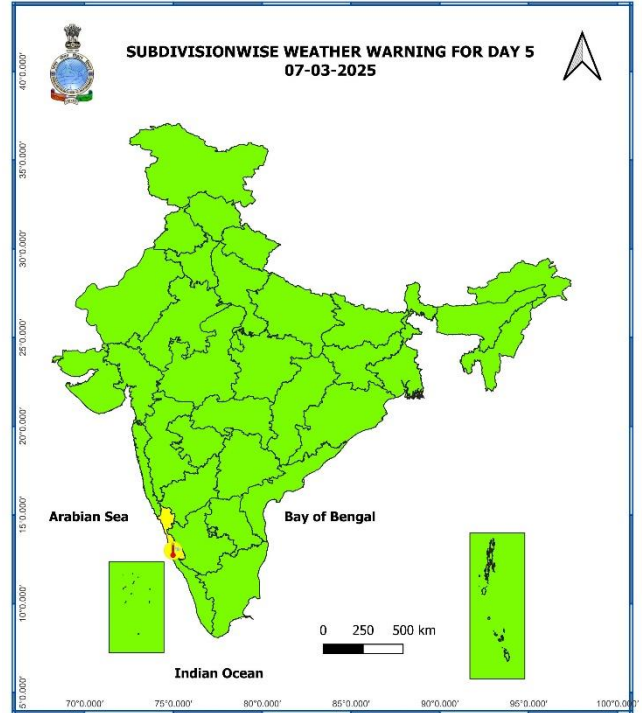 SUBDIVISIONWISE WEATHER WARNING FOR DAY 5
07-03-2025
40°0.000'
35°0.000'
30°0.000'
25°0.000'
20°0.000'
15°0.000'
10°0.000'
5°0.000'
Arabian Sea
Bay of Bengal
0 250 500 km
Indian Ocean
70°0.000' 75°0.000' 80°0.000' 85°0.000' 90°0.000' 95°0.000' 100°0.000'